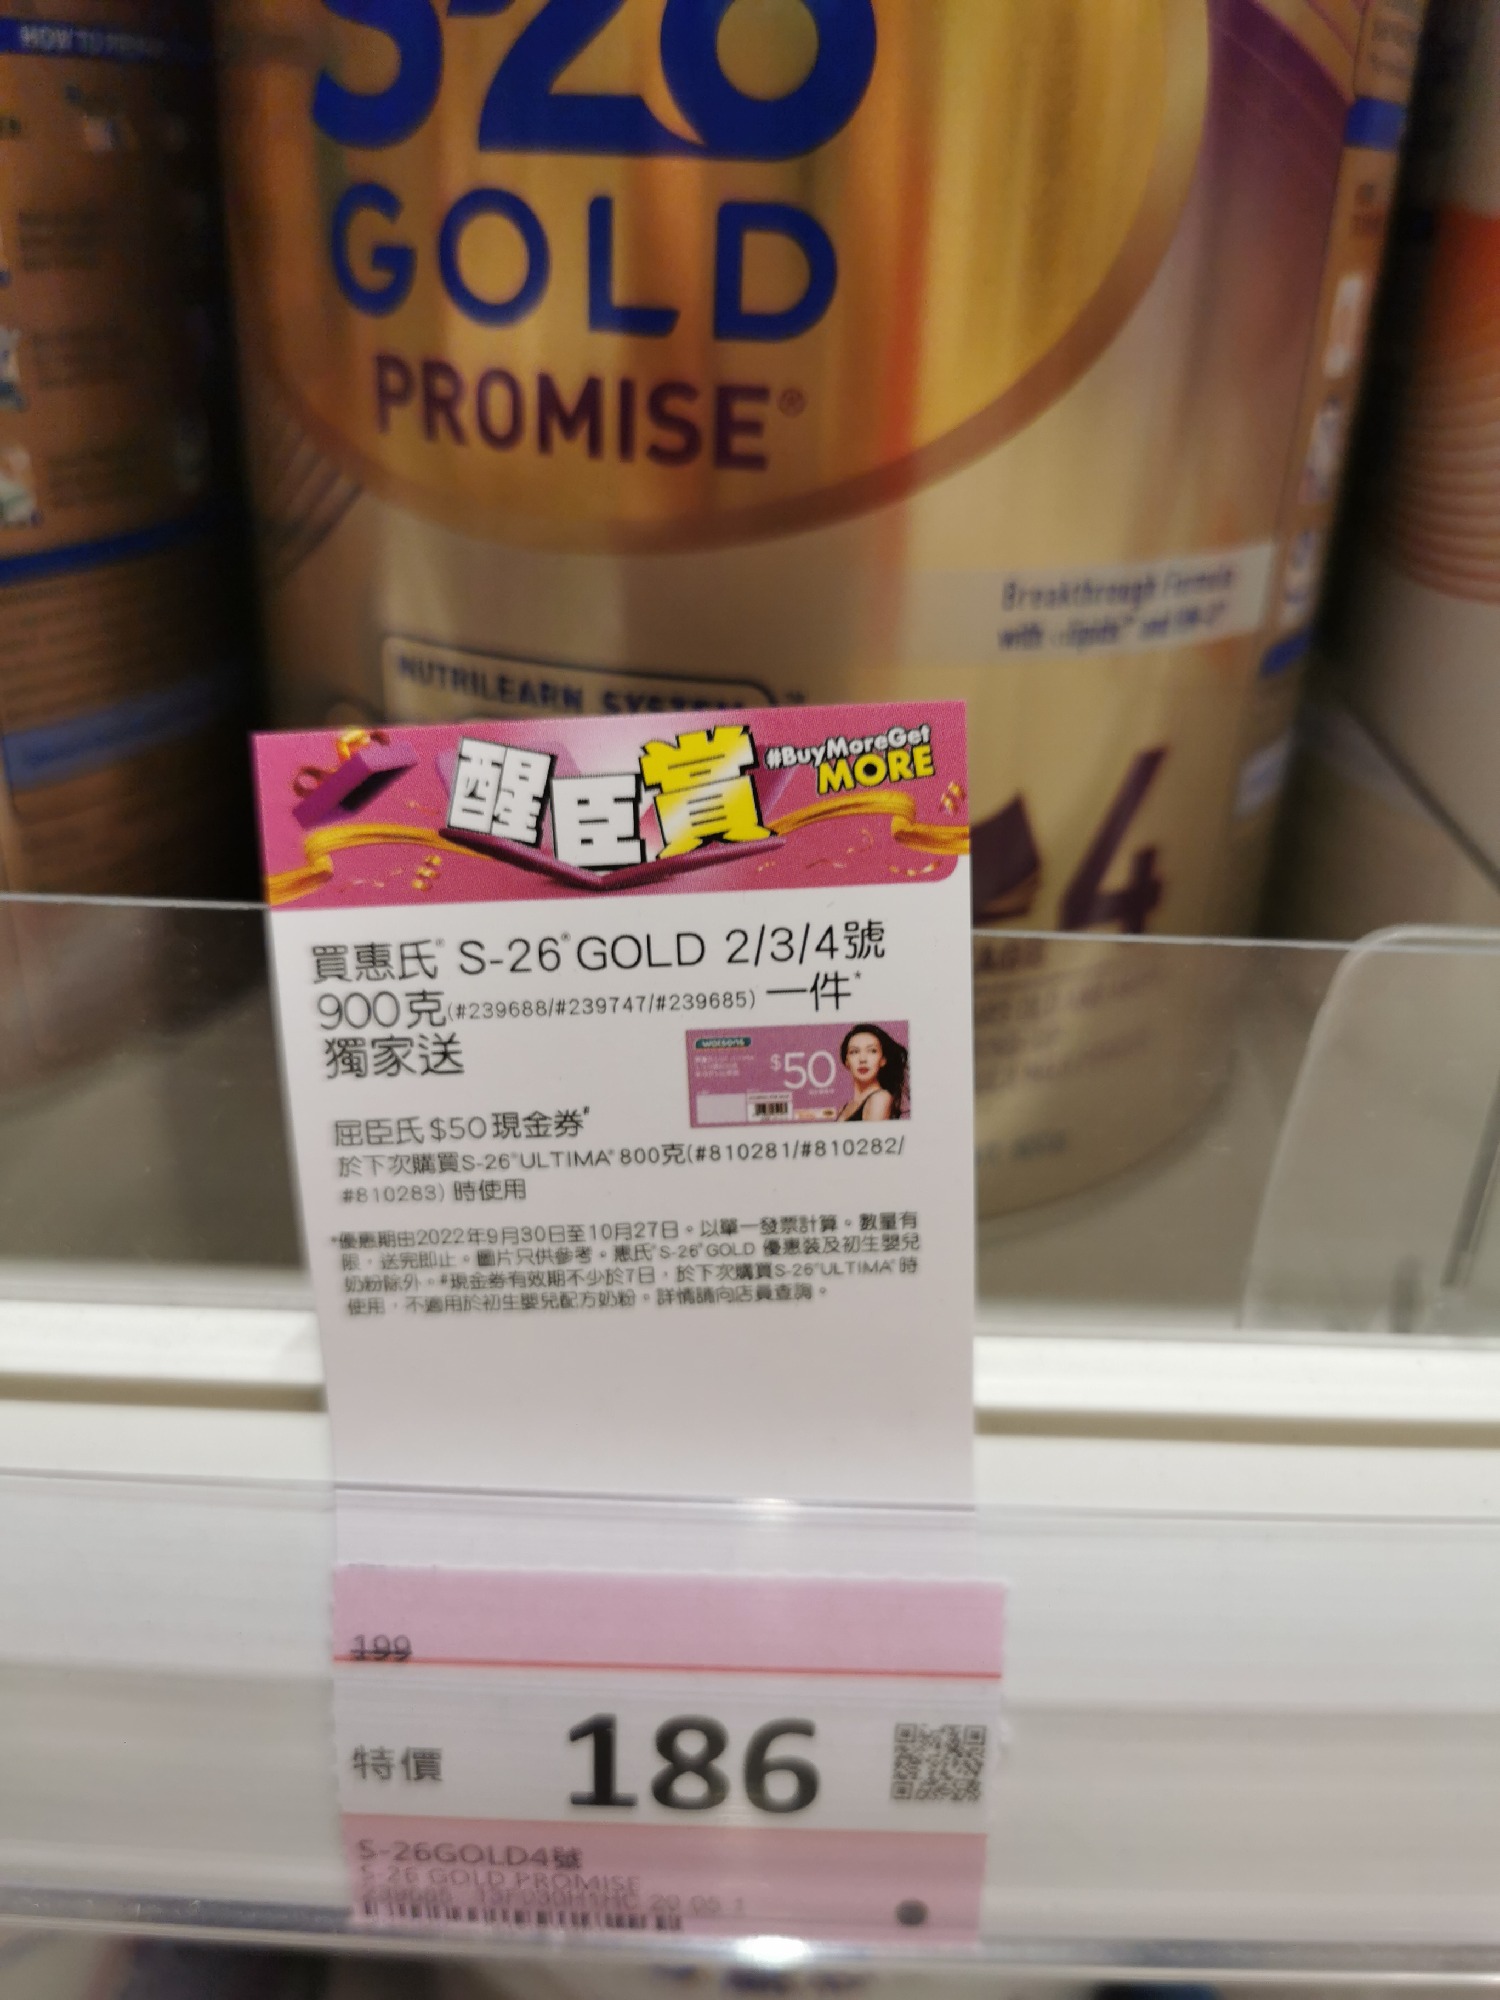 S-26
GOLD
PROMISE®
Breakthrough Formula
NUTRILEARN SYSTEM
4
醒臣賞
#BuyMoreGet
MORE
買惠氏® S-26®GOLD 2/3/4號
900克(#239688/#239747/#239685) 一件*
獨家送
watsons
$50
屈臣氏$50現金券#
於下次購買S-26®ULTIMA®800克(#810281/#810282/
#810283) 時使用
*優惠期由2022年9月30日至10月27日。以單一發票計算。數量有
限，送完即止。圖片只供參考。惠氏®S-26®GOLD 優惠裝及初生嬰兒
奶粉除外。#現金券有效期不少於7日，於下次購買S-26®ULTIMA®時
使用，不適用於初生嬰兒配方奶粉。詳情請向店員查詢。
199
特價 186
S-26GOLD4號
S-26 GOLD PROMISE